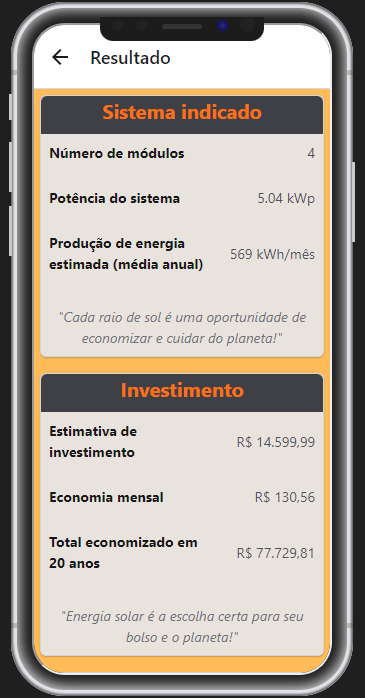 Resultado
Sistema indicado
Número de módulos 4
Potência do sistema 5.04 kWp
Produção de energia
estimada (média anual) 569 kWh/mês
"Cada raio de sol é uma oportunidade de
economizar e cuidar do planeta!"
Investimento
Estimativa de
investimento R$ 14.599,99
Economia mensal R$ 130,56
Total economizado em
20 anos R$ 77.729,81
"Energia solar é a escolha certa para seu
bolso e o planeta!"